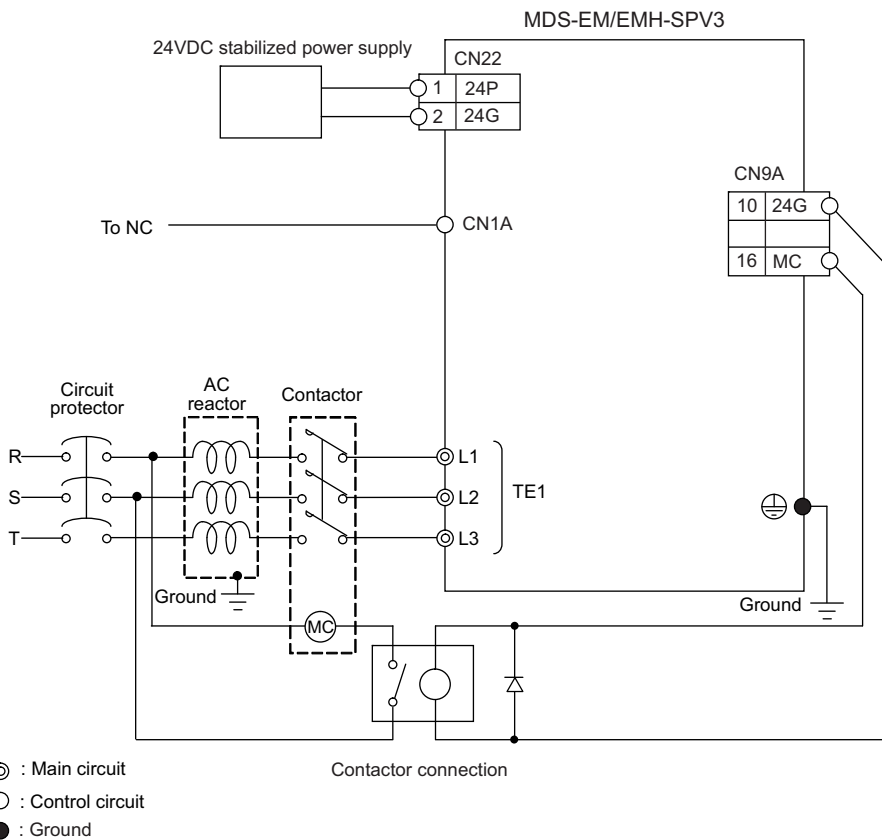 MDS-EM/EMH-SPV3
24VDC stabilized power supply
CN22
1 24P
2 24G
CN9A
10 24G
16 MC
To NC
CN1A
Circuit
protector
AC
reactor
Contactor
R
S
T
L1
L2
L3
TE1
Ground
Ground
MC
Contactor connection
: Main circuit
: Control circuit
: Ground